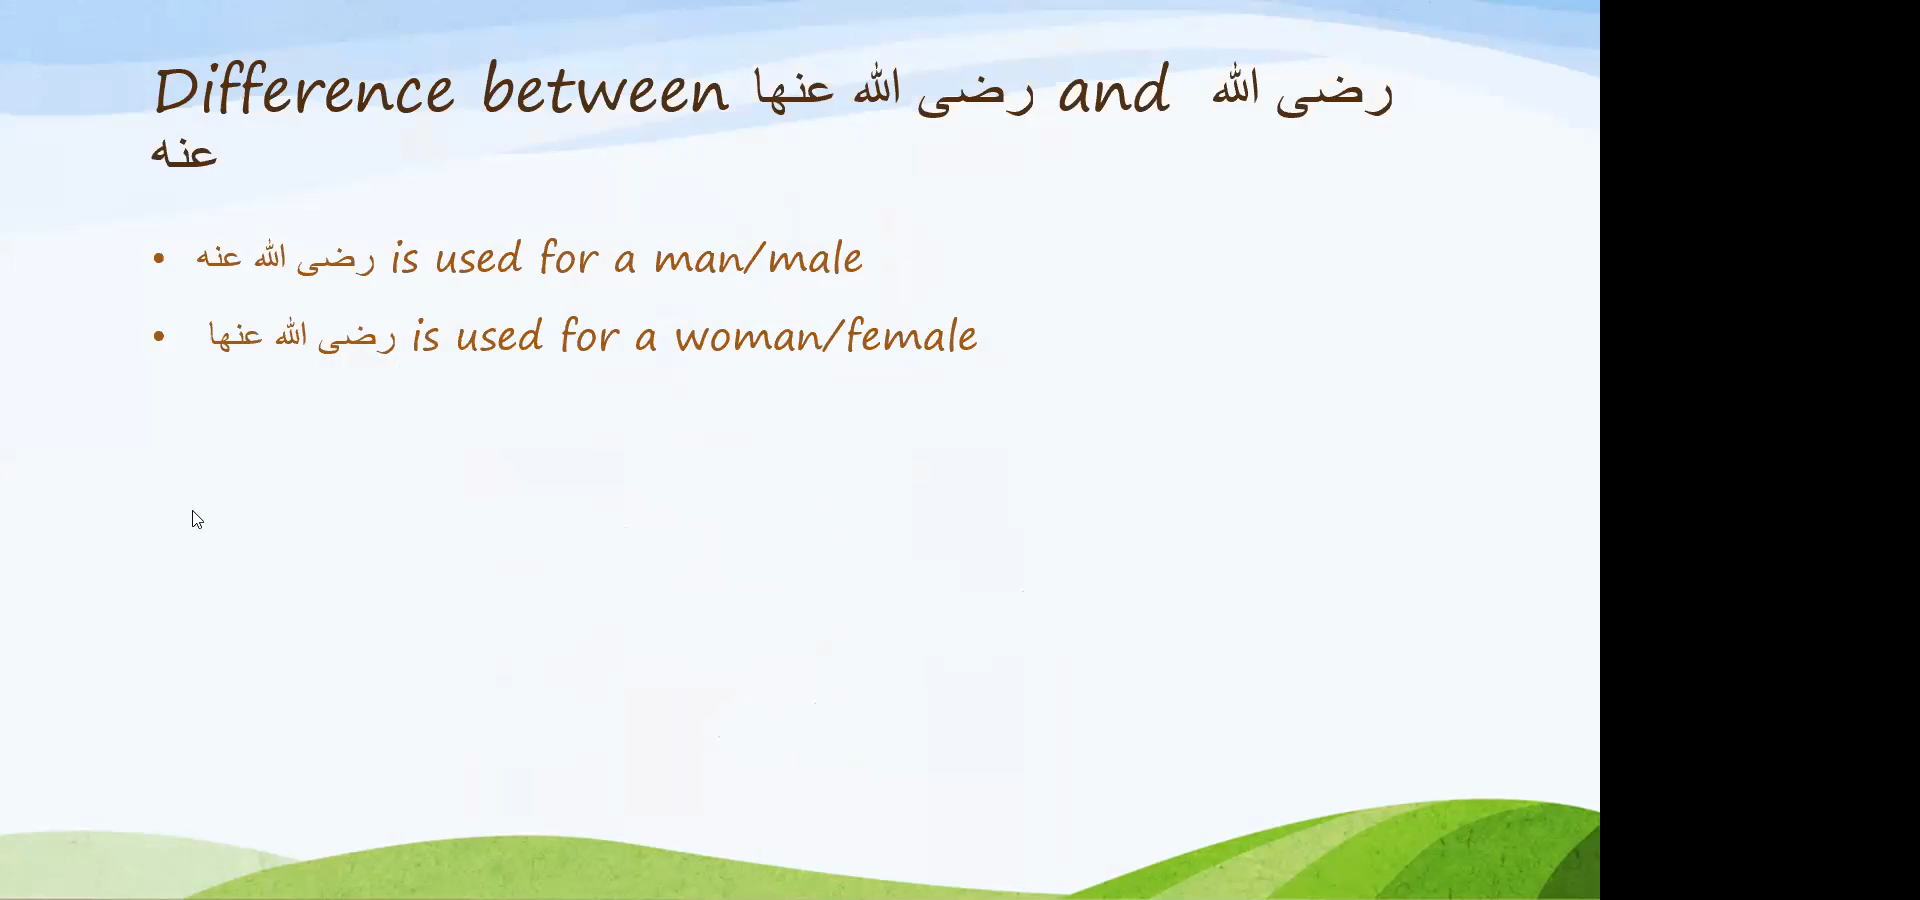 Difference between رضی الله عنها and رضی الله
عنه
• رضی الله عنه is used for a man/male
• رضی الله عنها is used for a woman/female